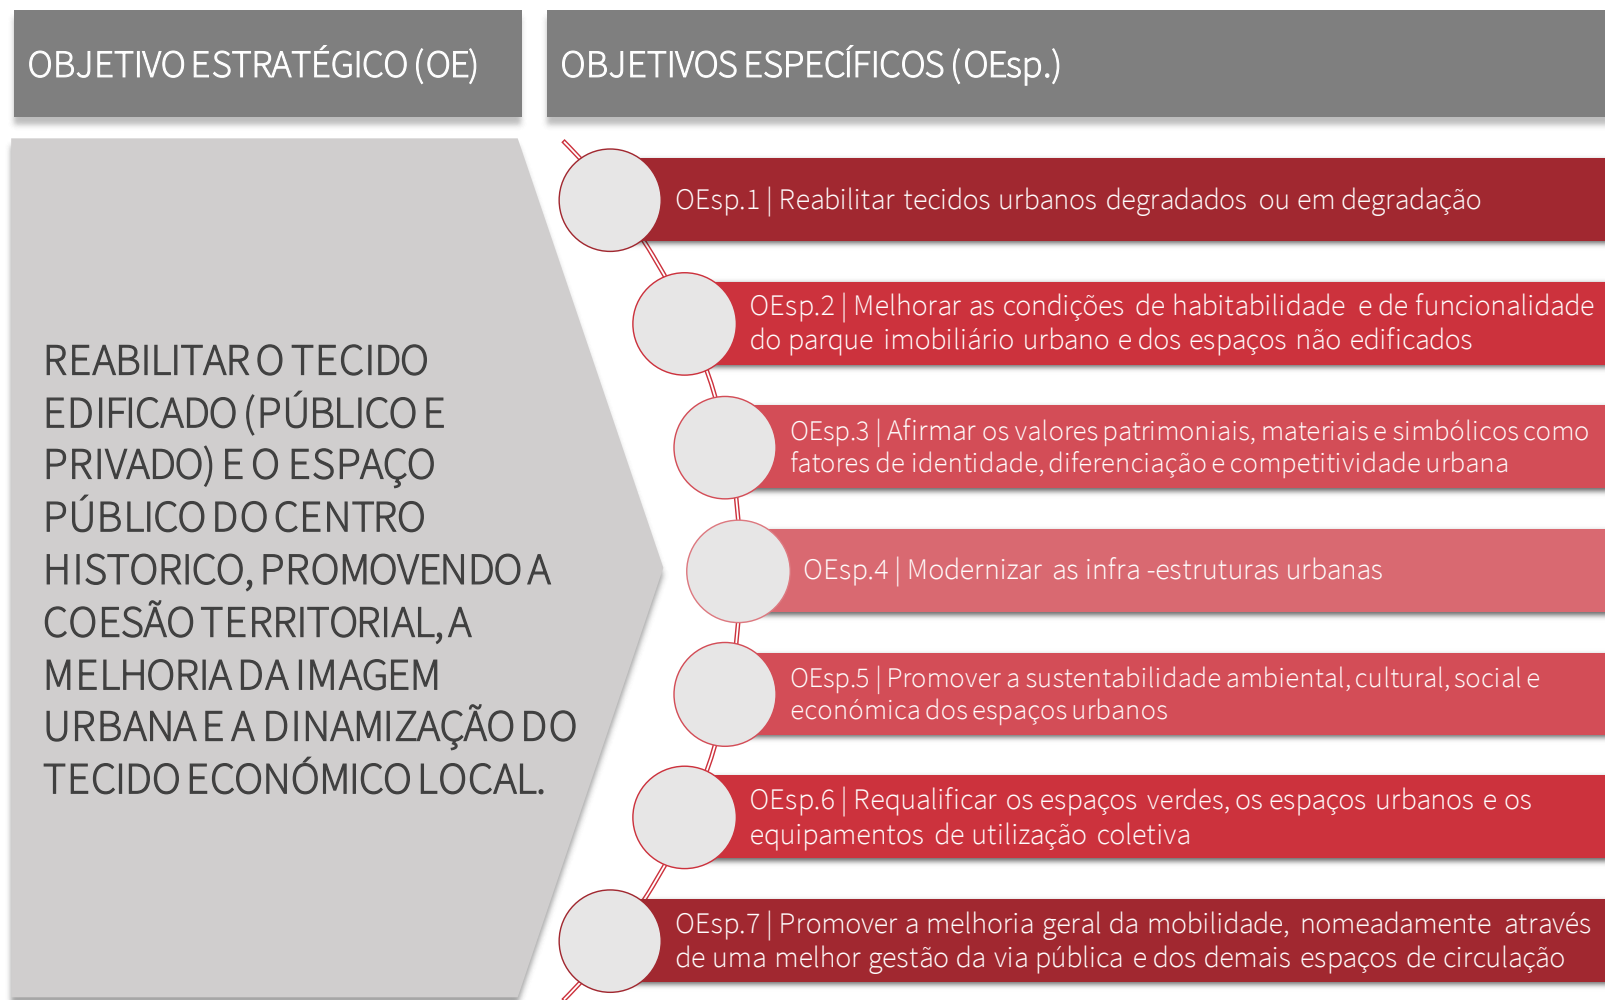 OBJETIVO ESTRATÉGICO (OE)
OBJETIVOS ESPECÍFICOS (OEsp.)
REABILITAR O TECIDO
EDIFICADO (PÚBLICO E
PRIVADO) E O ESPAÇO
PÚBLICO DO CENTRO
HISTORICO, PROMOVENDO A
COESÃO TERRITORIAL, A
MELHORIA DA IMAGEM
URBANA E A DINAMIZAÇÃO DO
TECIDO ECONÓMICO LOCAL.
OEsp.1 | Reabilitar tecidos urbanos degradados ou em degradação
OEsp.2 | Melhorar as condições de habitabilidade e de funcionalidade
do parque imobiliário urbano e dos espaços não edificados
OEsp.3 | Afirmar os valores patrimoniais, materiais e simbólicos como
fatores de identidade, diferenciação e competitividade urbana
OEsp.4 | Modernizar as infra -estruturas urbanas
OEsp.5 | Promover a sustentabilidade ambiental, cultural, social e
económica dos espaços urbanos
OEsp.6 | Requalificar os espaços verdes, os espaços urbanos e os
equipamentos de utilização coletiva
OEsp.7 | Promover a melhoria geral da mobilidade, nomeadamente através
de uma melhor gestão da via pública e dos demais espaços de circulação